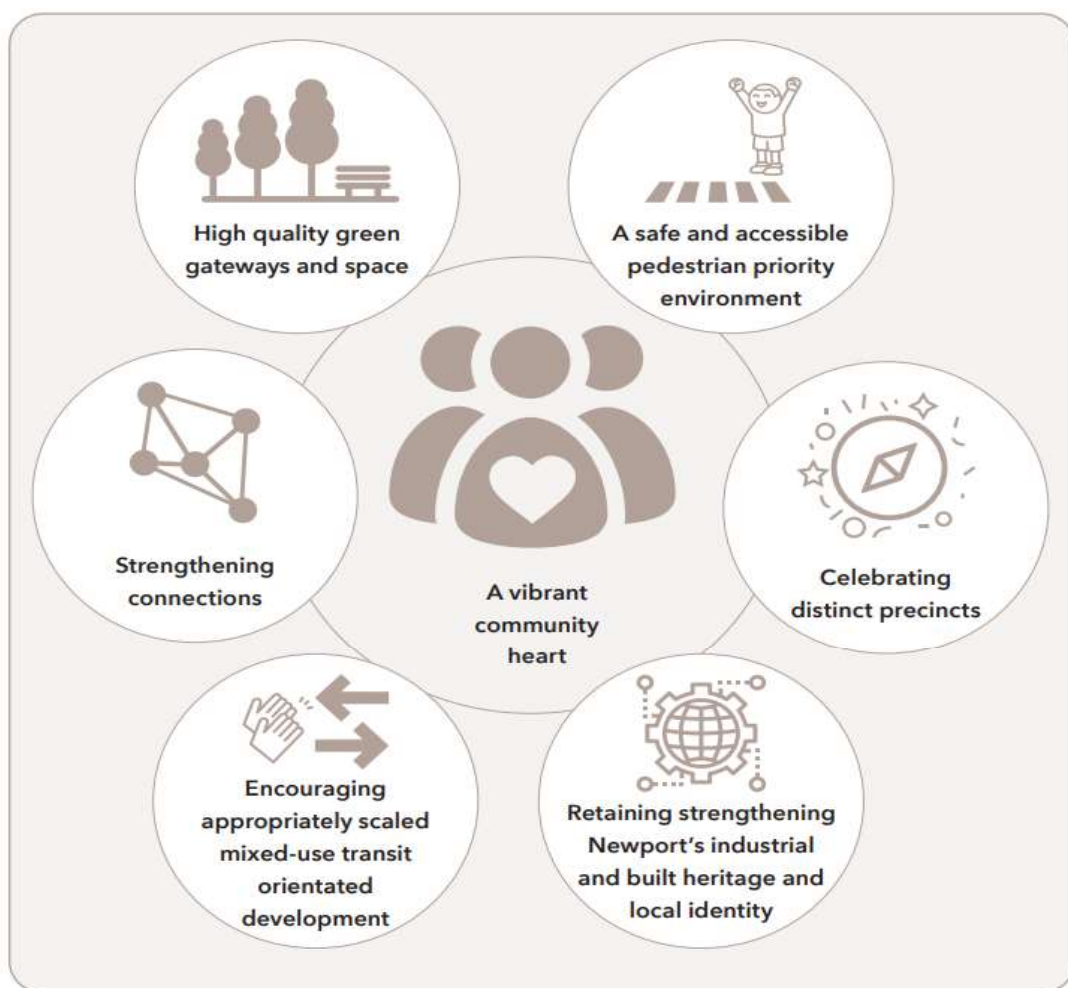 High quality green
gateways and space
A safe and accessible
pedestrian priority
environment
Strengthening
connections
A vibrant
community
heart
Celebrating
distinct precincts
Encouraging
appropriately scaled
mixed-use transit
orientated
development
Retaining strengthening
Newport's industrial
and built heritage and
local identity